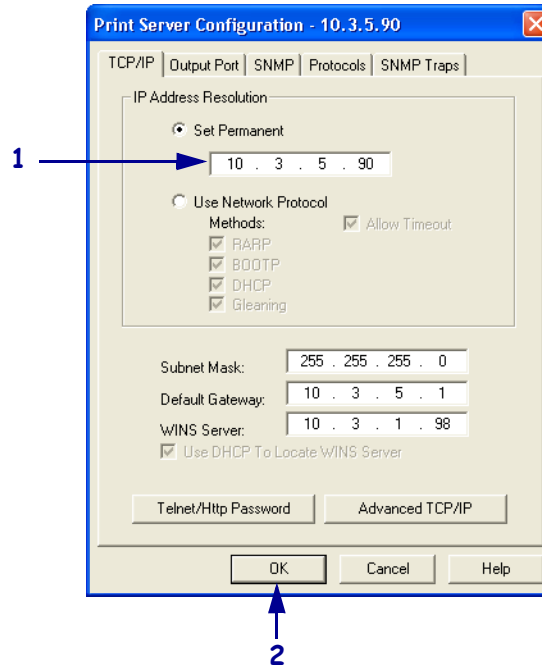 Print Server Configuration - 10.3.5.90
TCP/IP Output Port SNMP Protocols SNMP Traps
IP Address Resolution
Set Permanent
1
10 . 3 . 5 . 90
Use Network Protocol
Methods: Allow Timeout
RARP
BOOTP
DHCP
Gleaning
Subnet Mask: 255 . 255 . 255 . 0
Default Gateway: 10 . 3 . 5 . 1
WINS Server: 10 . 3 . 1 . 98
Use DHCP To Locate WINS Server
Telnet/Http Password Advanced TCP/IP
OK Cancel Help
2